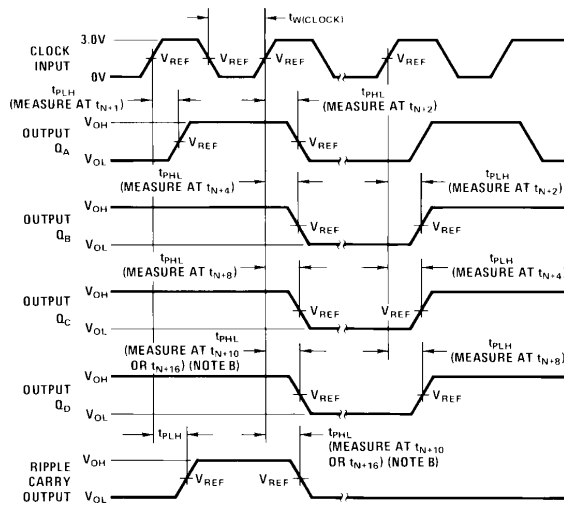 tW(CLOCK)
3.0V
CLOCK
INPUT
0V
VREF
VREF
VREF
VREF
tPLH
(MEASURE AT tN+1)
tPHL
(MEASURE AT tN+2)
VOH
OUTPUT
QA
VOL
VREF
VREF
tPHL
(MEASURE AT tN+4)
tPLH
(MEASURE AT tN+2)
VOH
OUTPUT
QB
VOL
VREF
VREF
tPHL
(MEASURE AT tN+8)
tPLH
(MEASURE AT tN+4)
VOH
OUTPUT
QC
VOL
VREF
VREF
tPHL
(MEASURE AT tN+10
OR tN+16) (NOTE B)
tPLH
(MEASURE AT tN+8)
VOH
OUTPUT
QD
VOL
VREF
VREF
tPLH
tPHL
(MEASURE AT tN+10
OR tN+16) (NOTE B)
VOH
RIPPLE
CARRY
OUTPUT
VOL
VREF
VREF